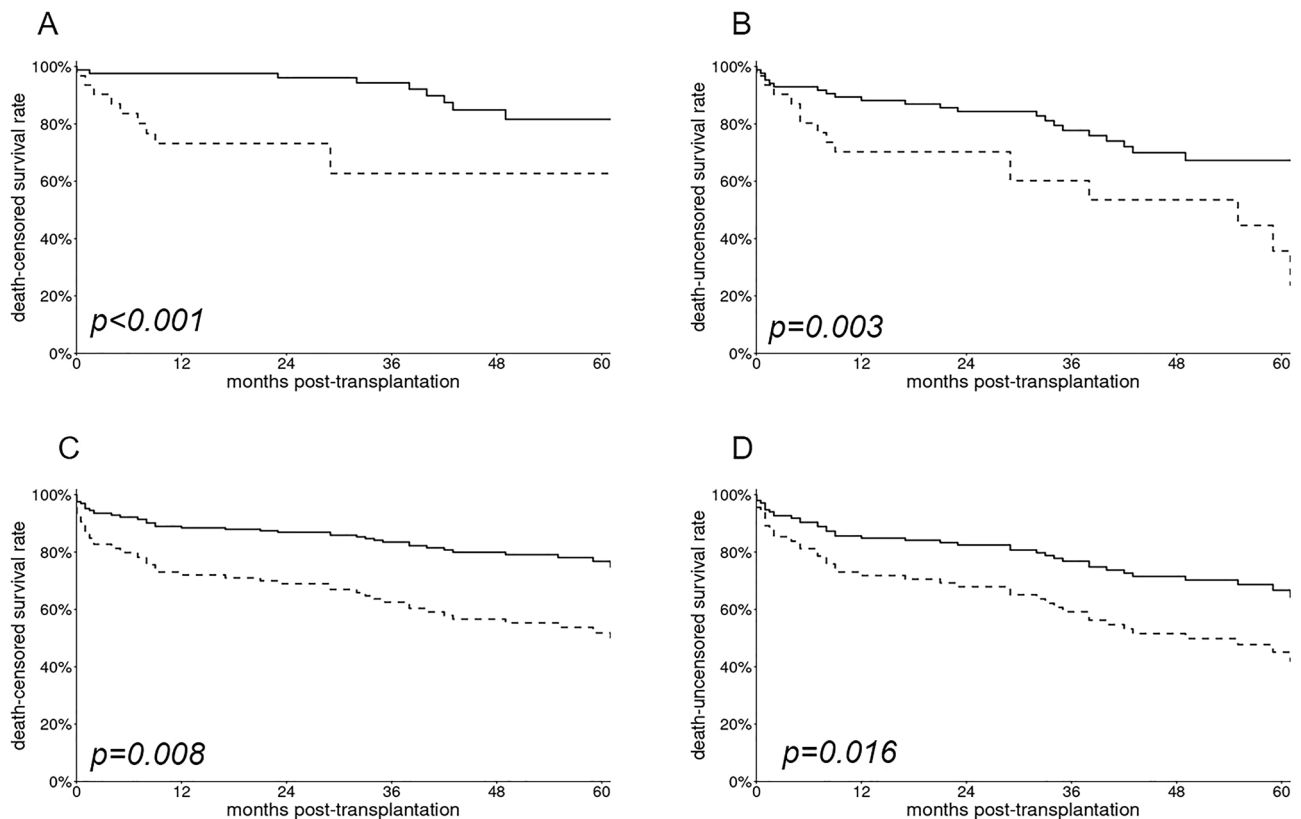 A
death-censored survival rate
100%
80%
60%
40%
20%
0%
p<0.001
0 12 24 36 48 60
months post-transplantation
B
death-uncensored survival rate
100%
80%
60%
40%
20%
0%
p=0.003
0 12 24 36 48 60
months post-transplantation
C
death-censored survival rate
100%
80%
60%
40%
20%
0%
p=0.008
0 12 24 36 48 60
months post-transplantation
D
death-uncensored survival rate
100%
80%
60%
40%
20%
0%
p=0.016
0 12 24 36 48 60
months post-transplantation